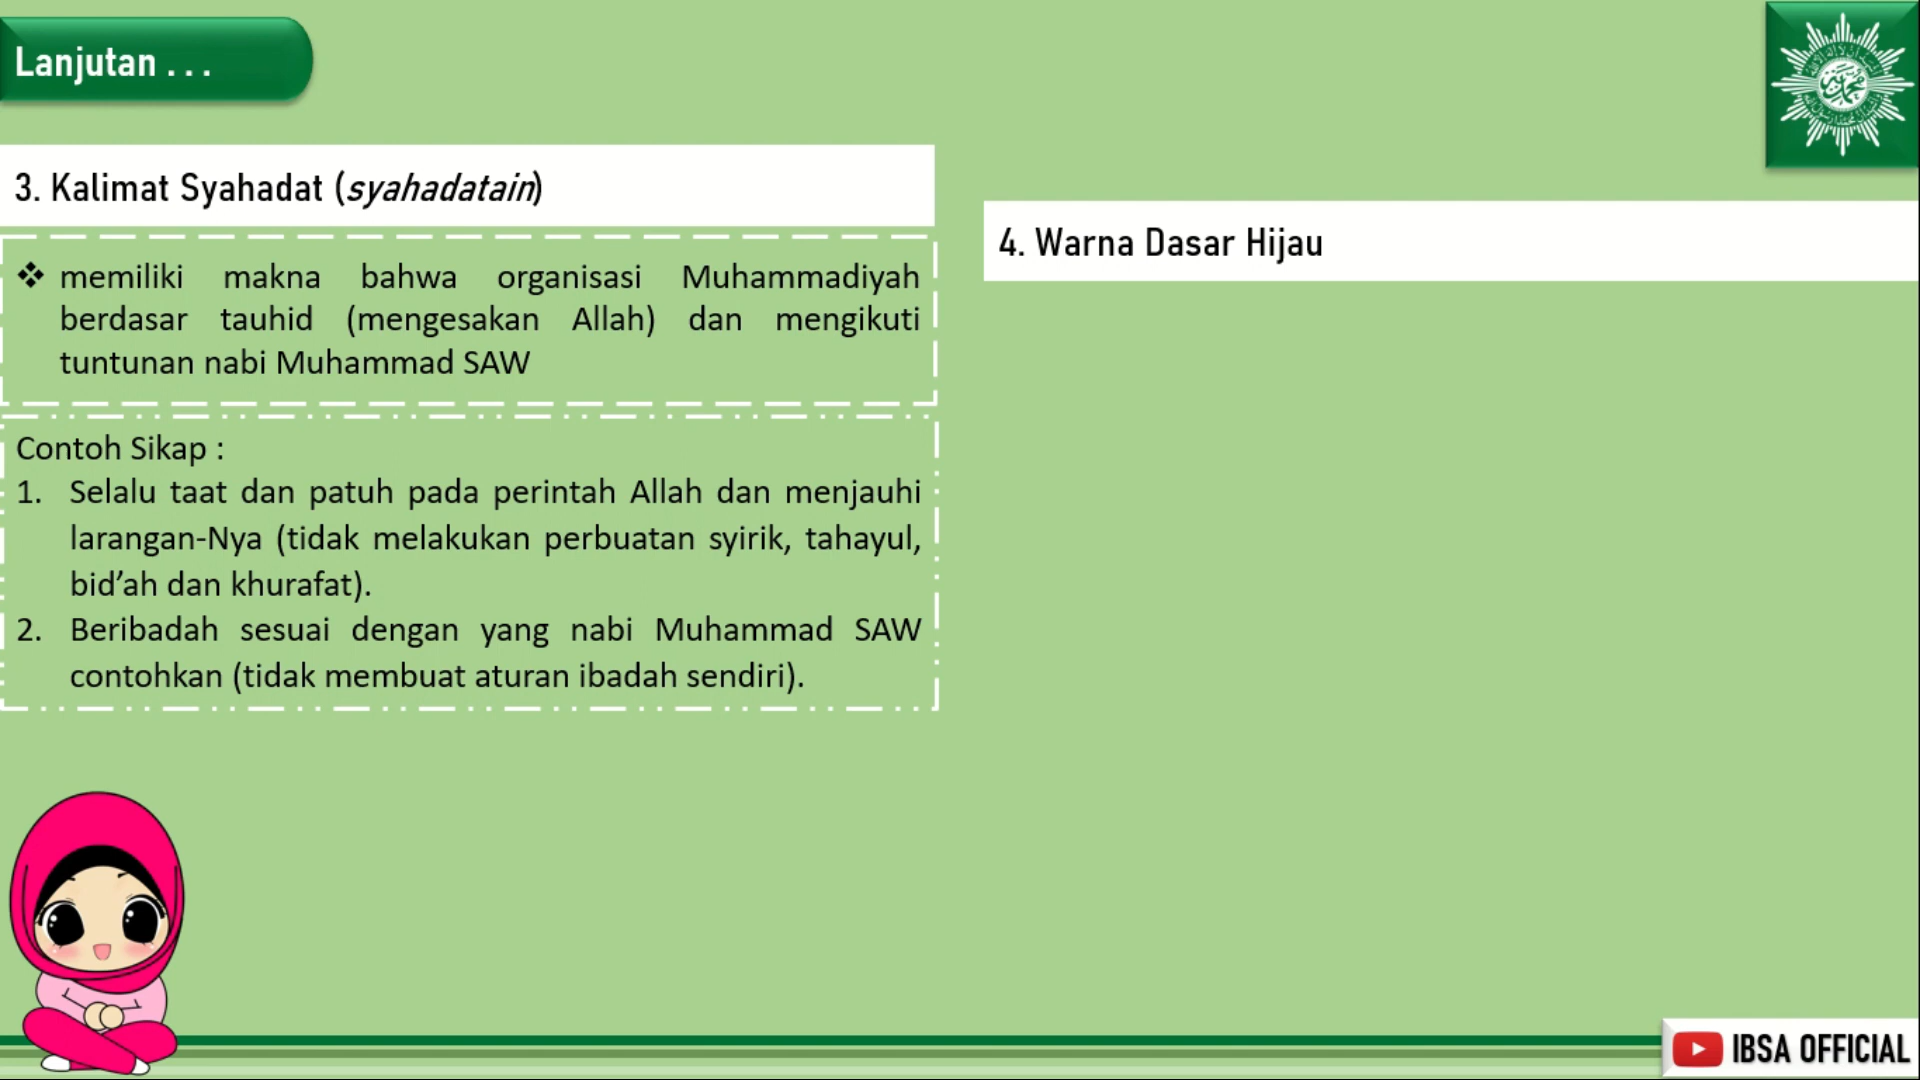 Lanjutan . . .
3. Kalimat Syahadat (syahadatain)
❖ memiliki makna bahwa organisasi Muhammadiyah
berdasar tauhid (mengesakan Allah) dan mengikuti
tuntunan nabi Muhammad SAW
Contoh Sikap :
1. Selalu taat dan patuh pada perintah Allah dan menjauhi
larangan-Nya (tidak melakukan perbuatan syirik, tahayul,
bid’ah dan khurafat).
2. Beribadah sesuai dengan yang nabi Muhammad SAW
contohkan (tidak membuat aturan ibadah sendiri).
4. Warna Dasar Hijau
IBSA OFFICIAL